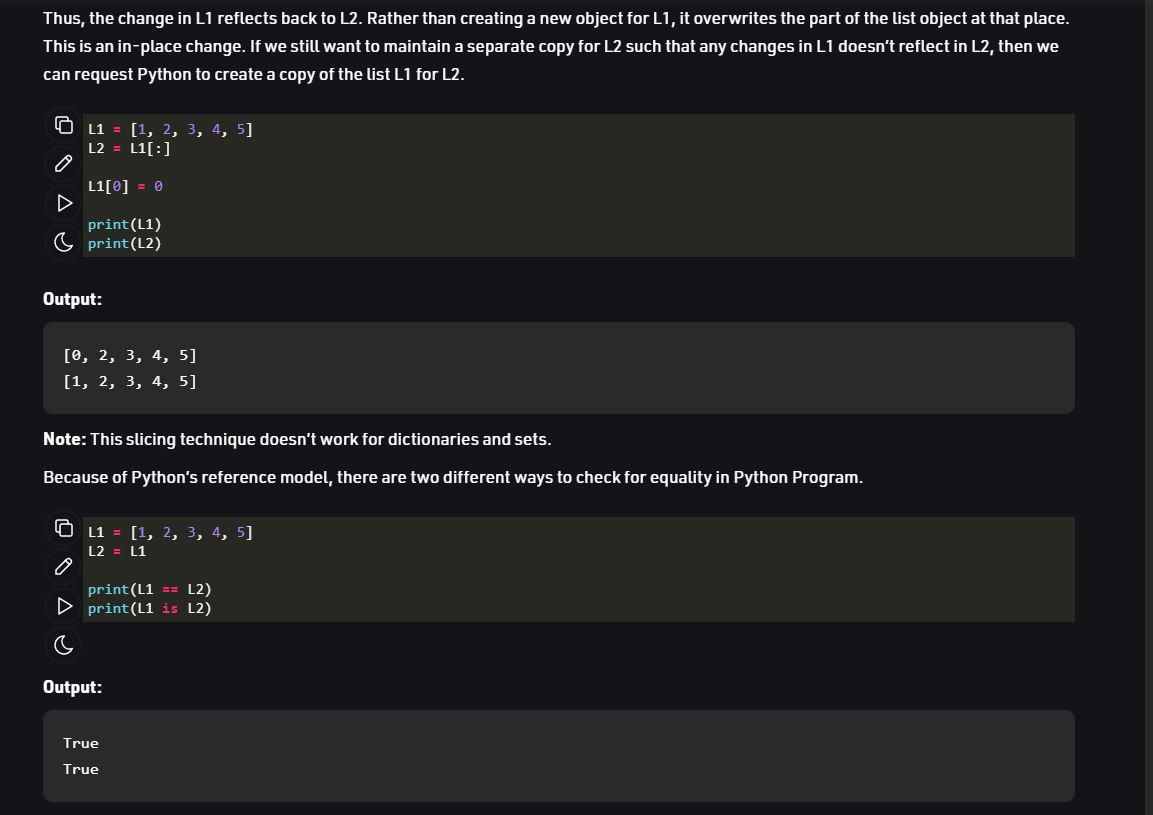 Thus, the change in L1 reflects back to L2. Rather than creating a new object for L1, it overwrites the part of the list object at that place.
This is an in-place change. If we still want to maintain a separate copy for L2 such that any changes in L1 doesn't reflect in L2, then we
can request Python to create a copy of the list L1 for L2.
L1 = [1, 2, 3, 4, 5]
L2 = L1[:]
L1[0] = 0
print(L1)
print(L2)
Output:
[0, 2, 3, 4, 5]
[1, 2, 3, 4, 5]
Note: This slicing technique doesn't work for dictionaries and sets.
Because of Python's reference model, there are two different ways to check for equality in Python Program.
L1 = [1, 2, 3, 4, 5]
L2 = L1
print(L1 == L2)
print(L1 is L2)
Output:
True
True